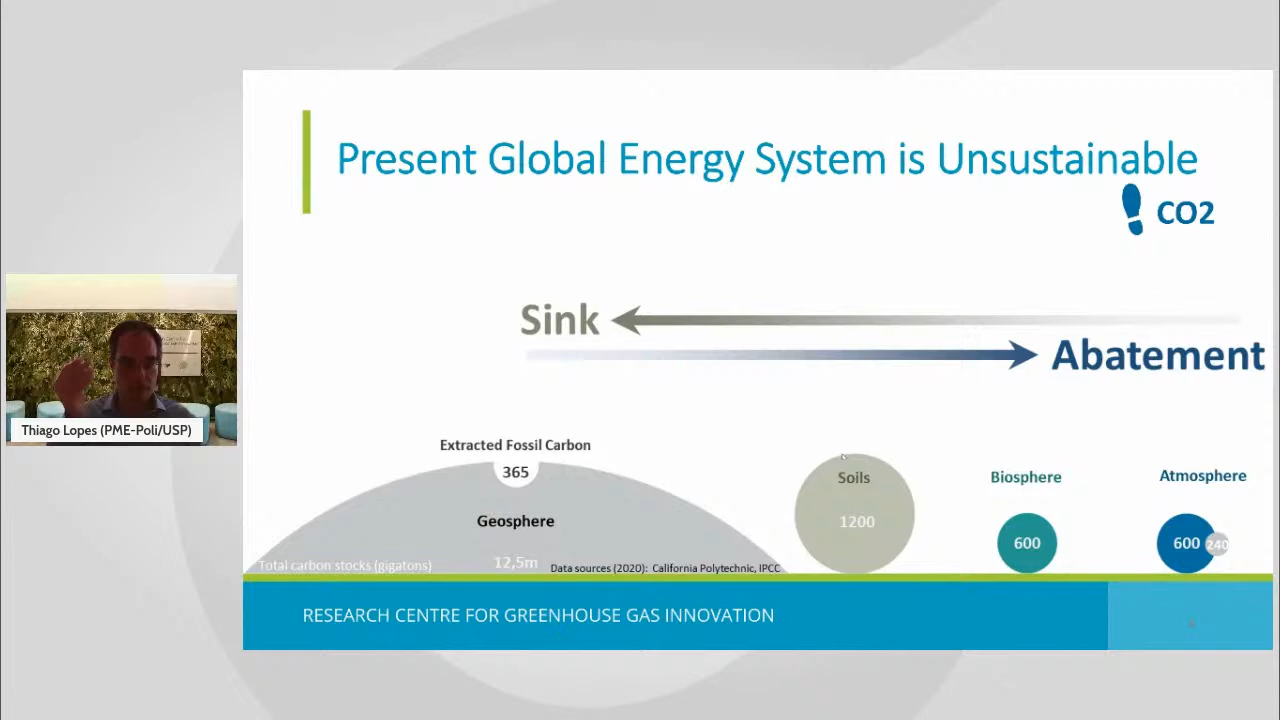 Present Global Energy System is Unsustainable
CO2
Sink
Abatement
Extracted Fossil Carbon
365
Geosphere
12,5m
Total carbon stocks (gigatons)
Data sources (2020): California Polytechnic, IPCC
Soils
1200
Biosphere
600
Atmosphere
600
240
RESEARCH CENTRE FOR GREENHOUSE GAS INNOVATION
Thiago Lopes (PME-Poli/USP)